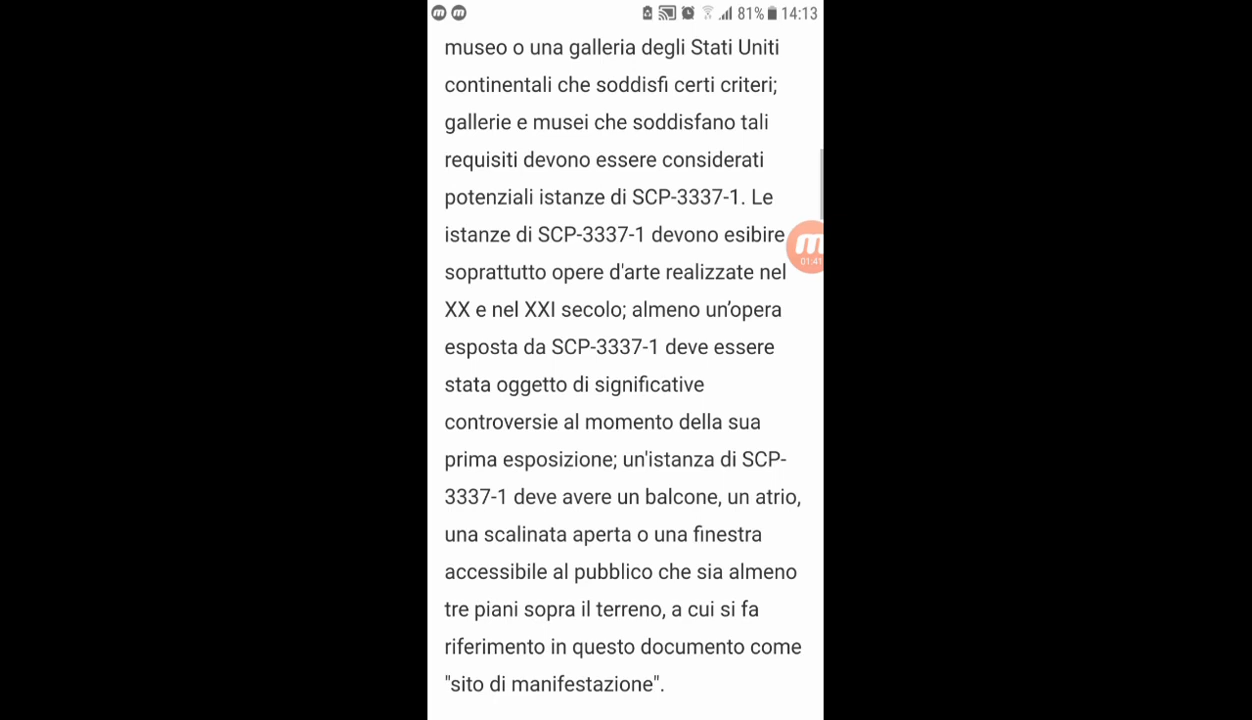 81% 14:13
museo o una galleria degli Stati Uniti
continentali che soddisfi certi criteri;
gallerie e musei che soddisfano tali
requisiti devono essere considerati
potenziali istanze di SCP-3337-1. Le
istanze di SCP-3337-1 devono esibire
soprattutto opere d'arte realizzate nel
XX e nel XXI secolo; almeno un’opera
esposta da SCP-3337-1 deve essere
stata oggetto di significative
controversie al momento della sua
prima esposizione; un'istanza di SCP-
3337-1 deve avere un balcone, un atrio,
una scalinata aperta o una finestra
accessibile al pubblico che sia almeno
tre piani sopra il terreno, a cui si fa
riferimento in questo documento come
"sito di manifestazione".
01:41